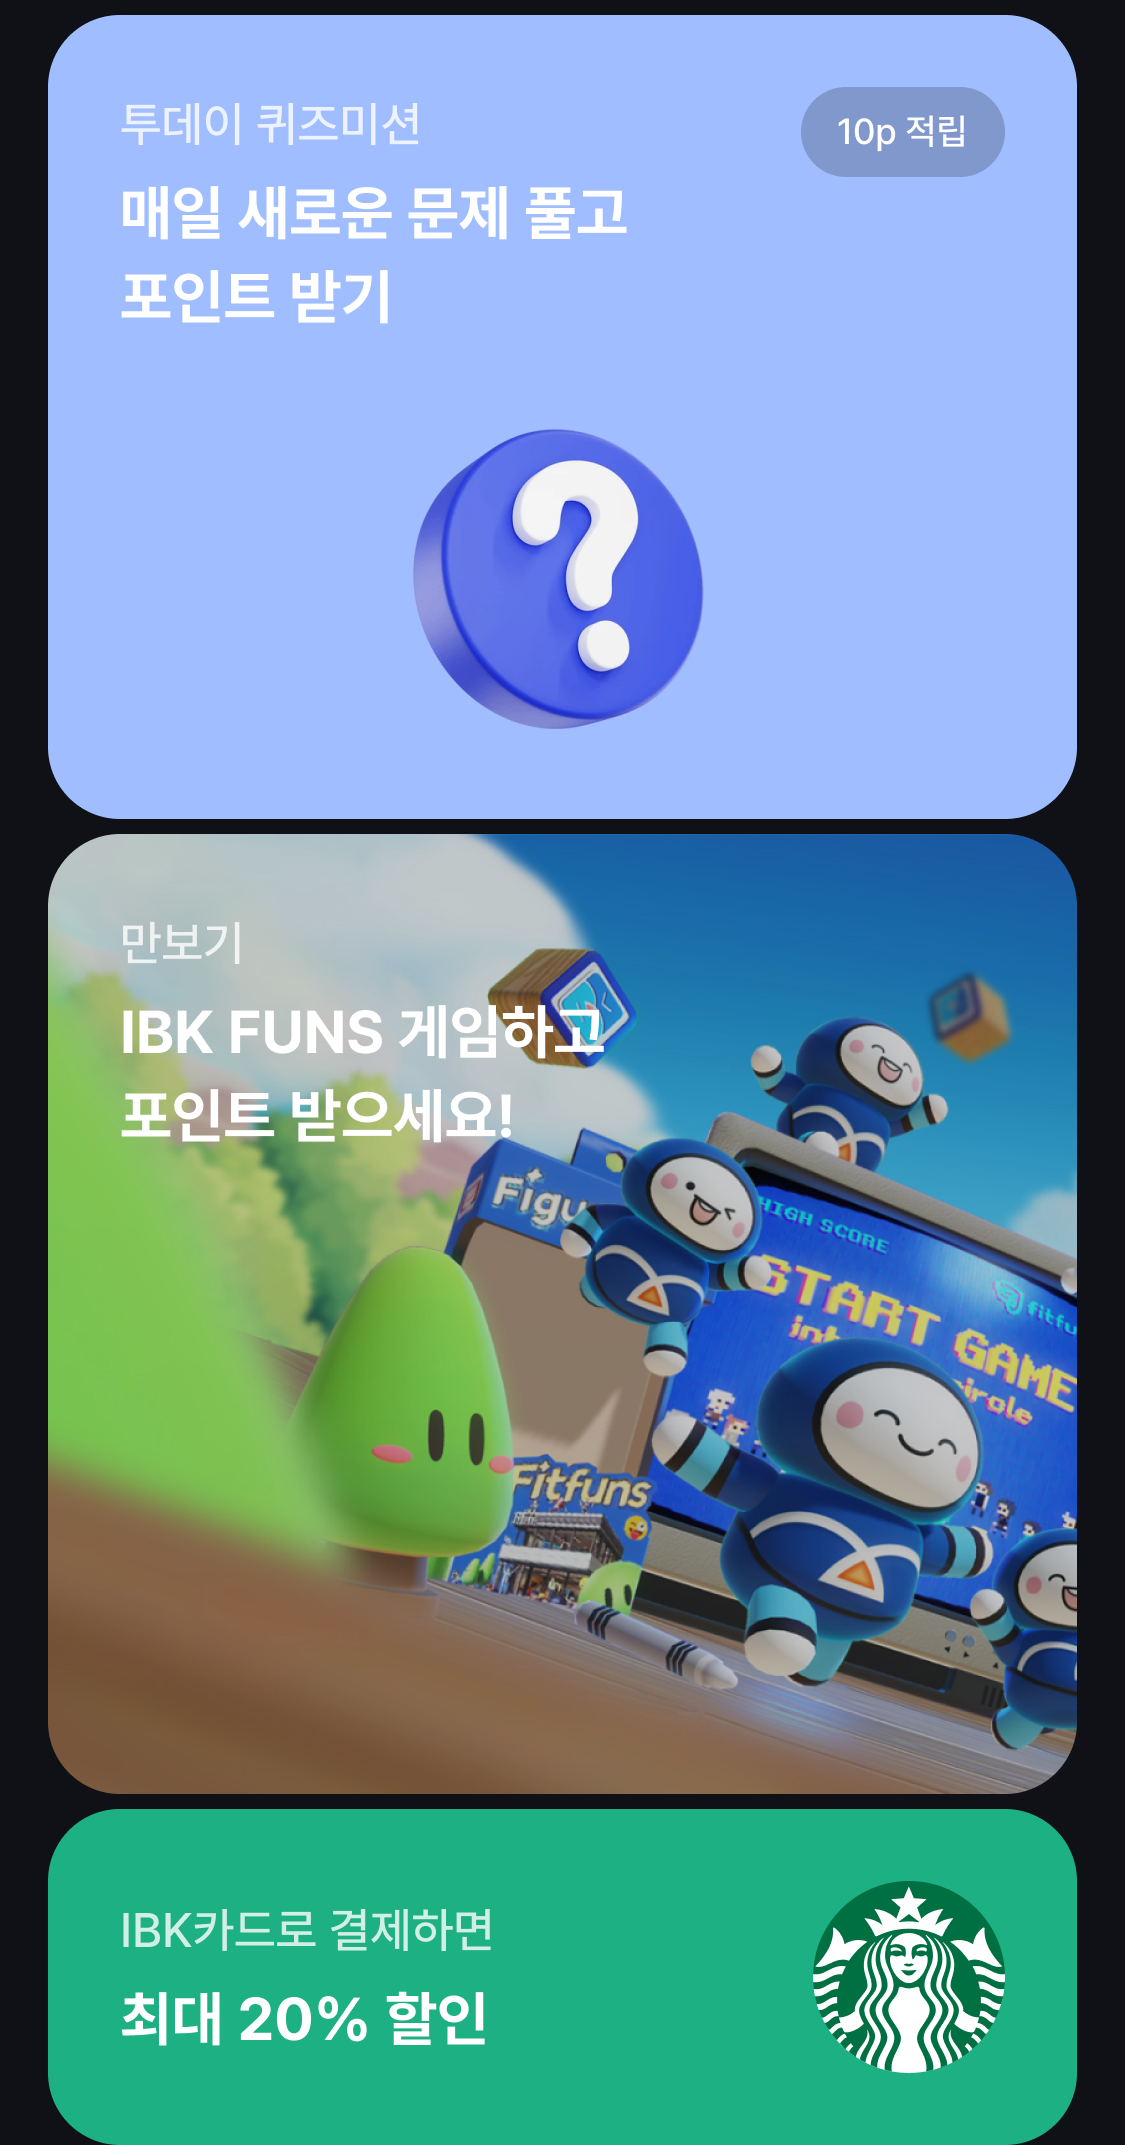 투데이 퀴즈미션
10p 적립
매일 새로운 문제 풀고
포인트 받기
만보기
IBK FUNS 게임하고
포인트 받으세요!
HIGH SCORE
START GAME
circle
Fitfuns
IBK카드로 결제하면
최대 20% 할인